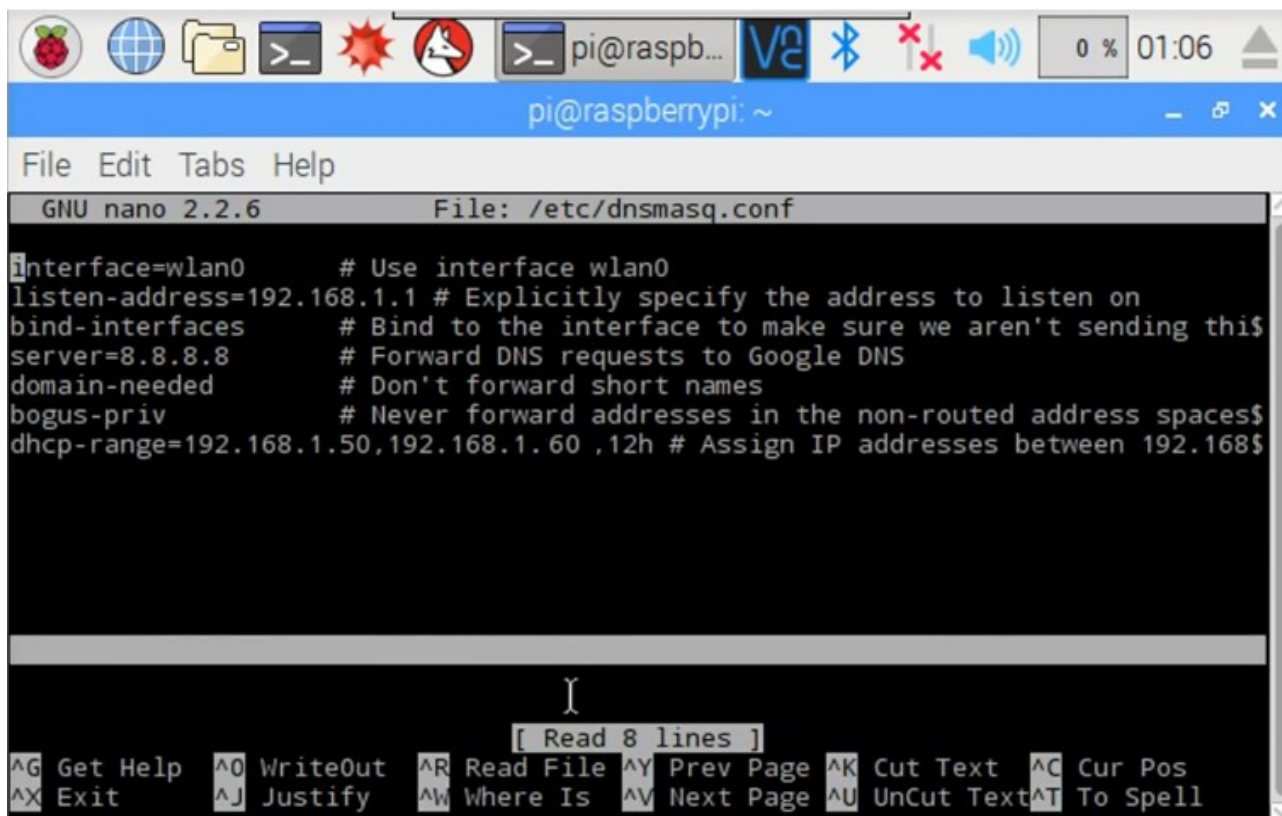 pi@raspb...
0 % 01:06
pi@raspberrypi: ~
File Edit Tabs Help
GNU nano 2.2.6 File: /etc/dnsmasq.conf
interface=wlan0 # Use interface wlan0
listen-address=192.168.1.1 # Explicitly specify the address to listen on
bind-interfaces # Bind to the interface to make sure we aren't sending thi$
server=8.8.8.8 # Forward DNS requests to Google DNS
domain-needed # Don't forward short names
bogus-priv # Never forward addresses in the non-routed address spaces$
dhcp-range=192.168.1.50,192.168.1.60 ,12h # Assign IP addresses between 192.168$
[ Read 8 lines ]
^G Get Help ^O WriteOut ^R Read File ^Y Prev Page ^K Cut Text ^C Cur Pos
^X Exit ^J Justify ^W Where Is ^V Next Page ^U UnCut Text^T To Spell